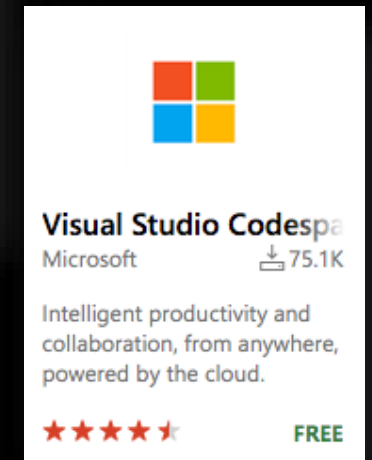 Visual Studio Codespa
Microsoft 75.1K
Intelligent productivity and
collaboration, from anywhere,
powered by the cloud.
FREE